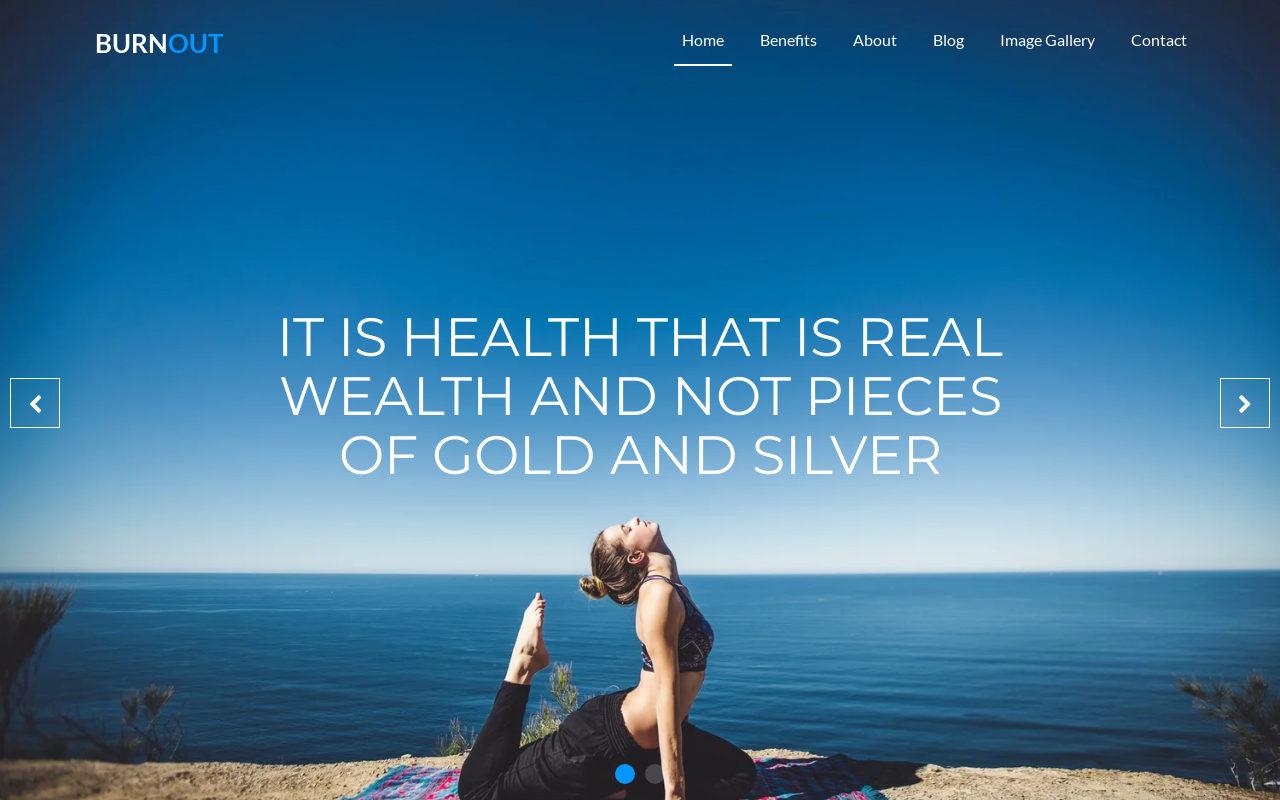 BURNOUT
Home Benefits About Blog Image Gallery Contact
IT IS HEALTH THAT IS REAL
WEALTH AND NOT PIECES
OF GOLD AND SILVER